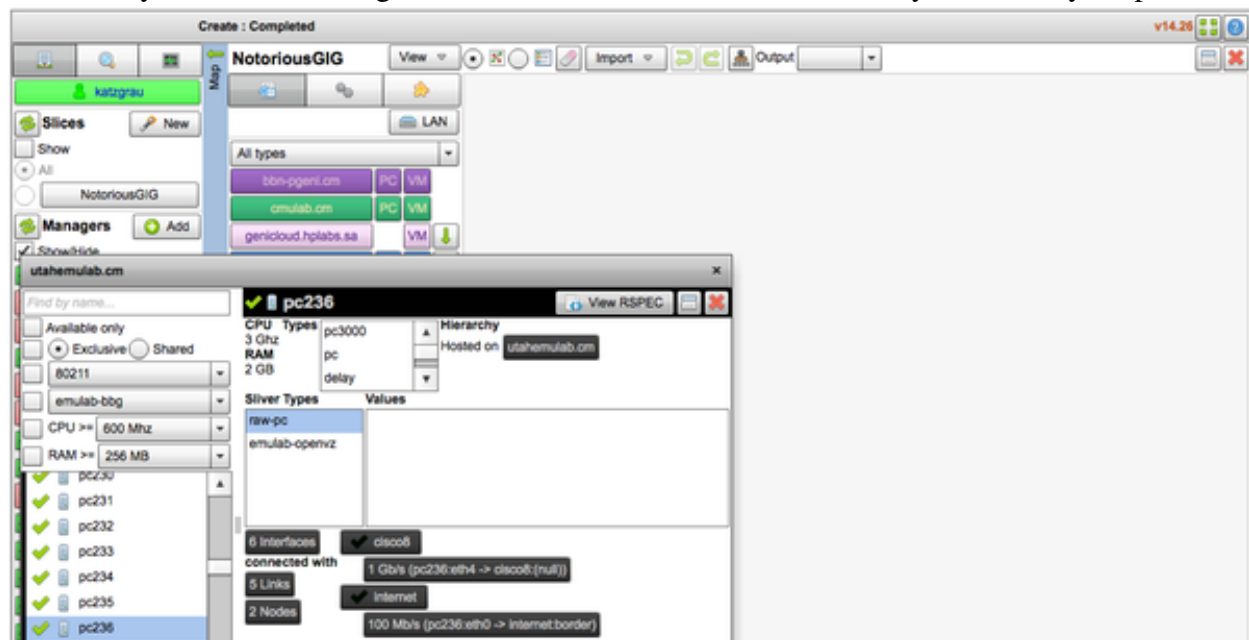 Create : Completed
v14.26
NotoriousGIG
View
Import
Output
Map
katzgrau
Slices
New
LAN
Show
All types
All
bbn-pgeni.cm PC VM
NotoriousGIG
cmulab.cm PC VM
Managers
Add
genicloud.hplabs.sa VM
Show/Hide
utahemulab.cm
Find by name...
pc236
View RSPEC
Available only
Exclusive Shared
80211
emulab-bbg
CPU >= 600 Mhz
RAM >= 256 MB
CPU
3 Ghz
RAM
2 GB
Types
pc3000
pc
delay
Hierarchy
Hosted on utahemulab.cm
Sliver Types
Values
raw-pc
emulab-openvz
pc230
pc231
pc232
pc233
pc234
pc235
pc236
6 Interfaces
connected with
5 Links
2 Nodes
cisco8
1 Gb/s (pc236:eth4 -> cisco8:(null))
internet
100 Mb/s (pc236:eth0 -> internet:border)